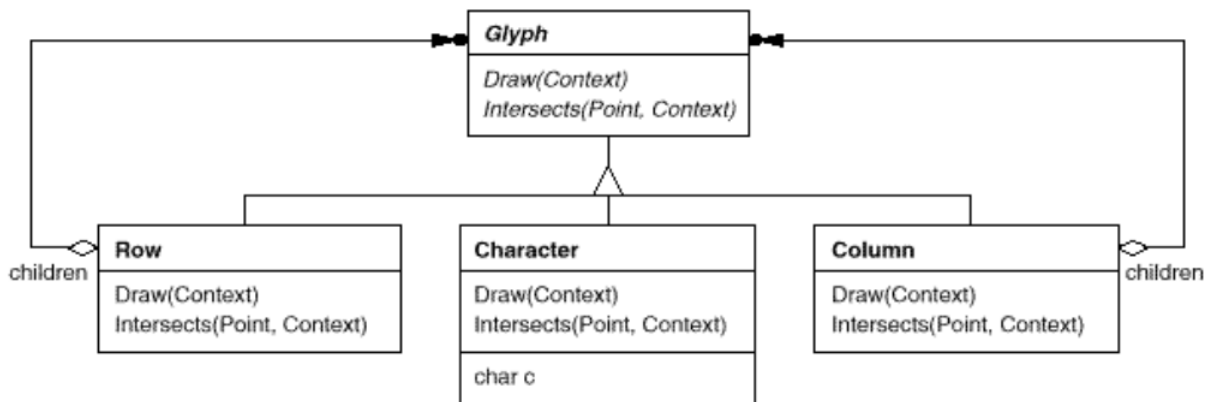 Glyph
Draw(Context)
Intersects(Point, Context)
children
Row
Draw(Context)
Intersects(Point, Context)
Character
Draw(Context)
Intersects(Point, Context)
char c
Column
Draw(Context)
Intersects(Point, Context)
children